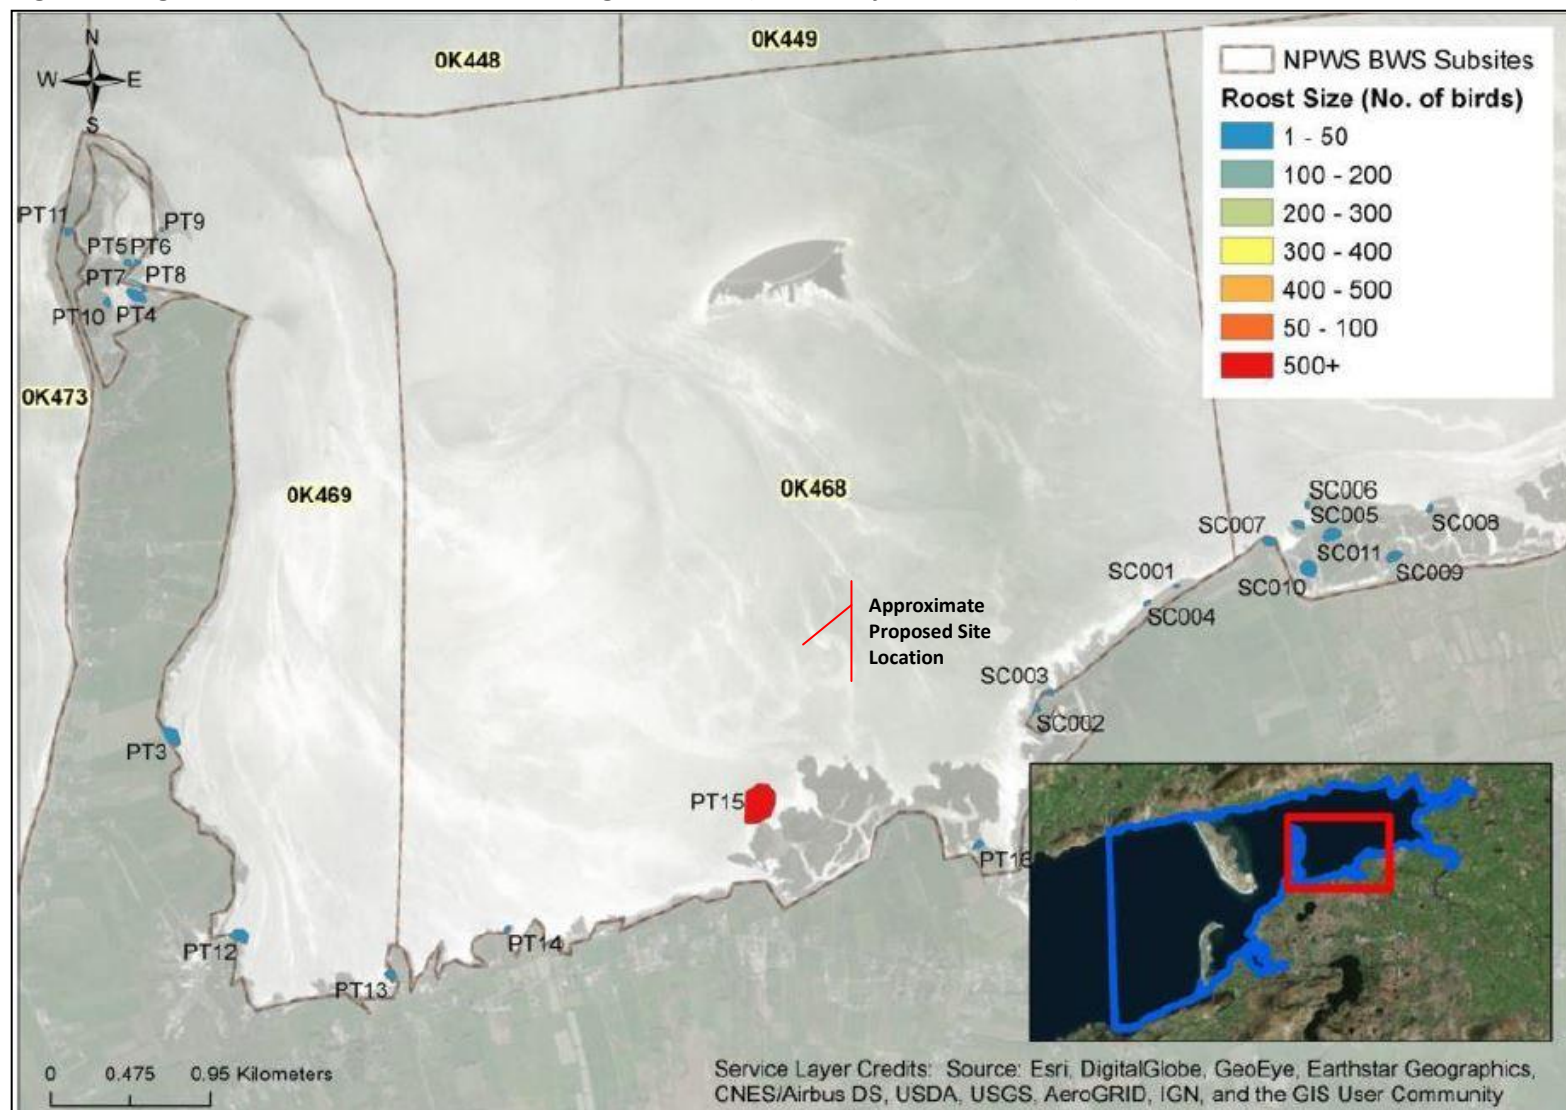 0K449
0K448
N
W E
S
NPWS BWS Subsites
Roost Size (No. of birds)
1 - 50
100 - 200
200 - 300
300 - 400
400 - 500
50 - 100
500+
PT11
PT9
PT5 PT6
PT7 PT8
PT10 PT4
0K473
0K469
0K468
SC006
SC005
SC008
SC007
SC011
SC009
SC010
SC001
SC004
Approximate
Proposed Site
Location
SC003
SC002
PT3
PT15
PT16
PT12
PT14
PT13
0 0.475 0.95 Kilometers
Service Layer Credits: Source: Esri, DigitalGlobe, GeoEye, Earthstar Geographics,
CNES/Airbus DS, USDA, USGS, AeroGRID, IGN, and the GIS User Community